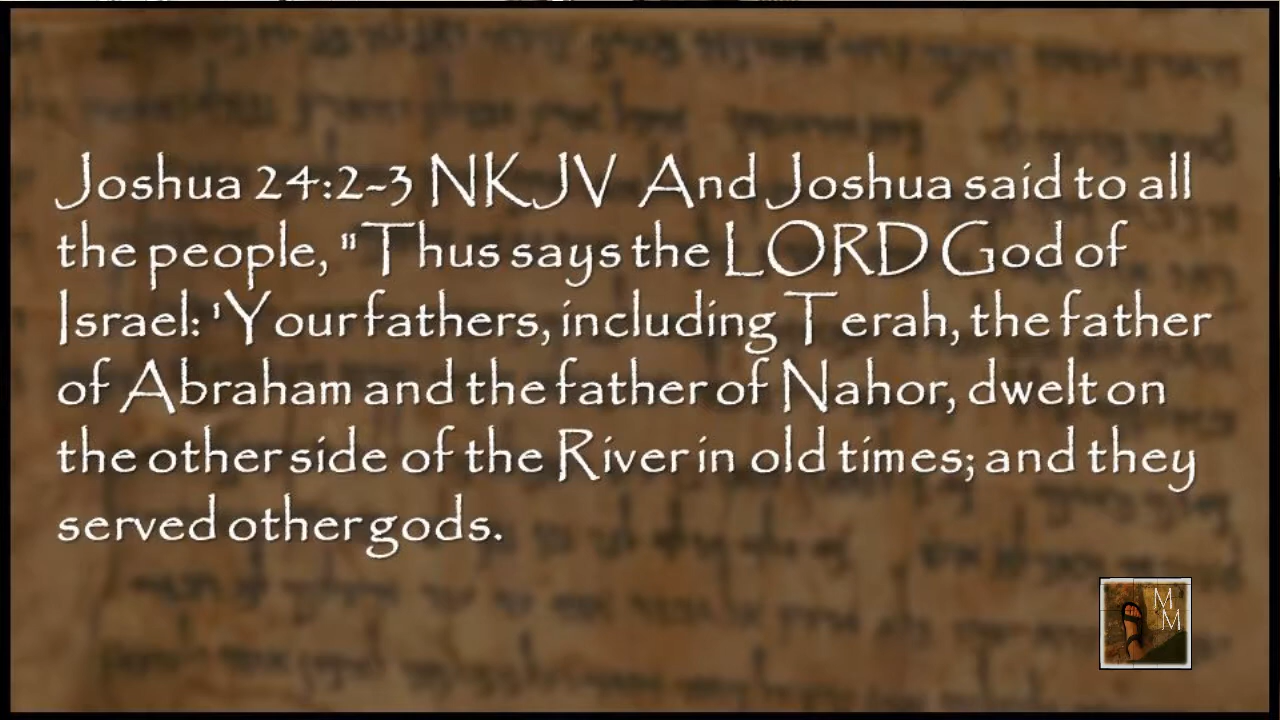 Joshua 24:2-3 NKJV And Joshua said to all
the people, "Thus says the LORD God of
Israel: 'Your fathers, including Terah, the father
of Abraham and the father of Nahor, dwelt on
the other side of the River in old times; and they
served other gods.
M
M